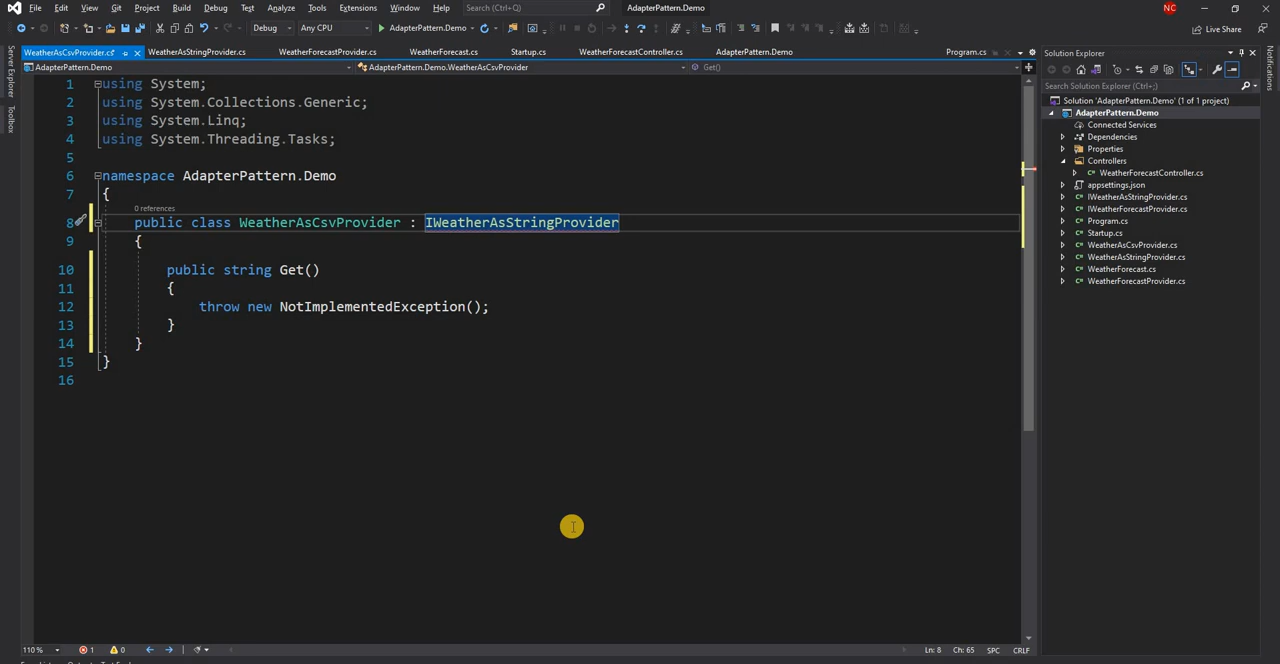 File Edit View Git Project Build Debug Test Analyze Tools Extensions Window Help Search (Ctrl+Q) AdapterPattern.Demo NC
Debug Any CPU AdapterPattern.Demo Live Share
WeatherAsCsvProvider.cs* WeatherAsStringProvider.cs WeatherForecastProvider.cs WeatherForecast.cs Startup.cs WeatherForecastController.cs AdapterPattern.Demo Program.cs
AdapterPattern.Demo AdapterPattern.Demo.WeatherAsCsvProvider Get()
Server Explorer
Toolbox
1 using System;
2 using System.Collections.Generic;
3 using System.Linq;
4 using System.Threading.Tasks;
5
6 namespace AdapterPattern.Demo
7 {
0 references
8 public class WeatherAsCsvProvider : IWeatherAsStringProvider
9 {
10 public string Get()
11 {
12 throw new NotImplementedException();
13 }
14 }
15 }
16
110 % 1 0 Ln: 8 Ch: 65 SPC CRLF
Solution Explorer
Search Solution Explorer (Ctrl+;)
Solution 'AdapterPattern.Demo' (1 of 1 project)
AdapterPattern.Demo
Connected Services
Dependencies
Properties
Controllers
WeatherForecastController.cs
appsettings.json
IWeatherAsStringProvider.cs
IWeatherForecastProvider.cs
Program.cs
Startup.cs
WeatherAsCsvProvider.cs
WeatherAsStringProvider.cs
WeatherForecast.cs
WeatherForecastProvider.cs
Notifications